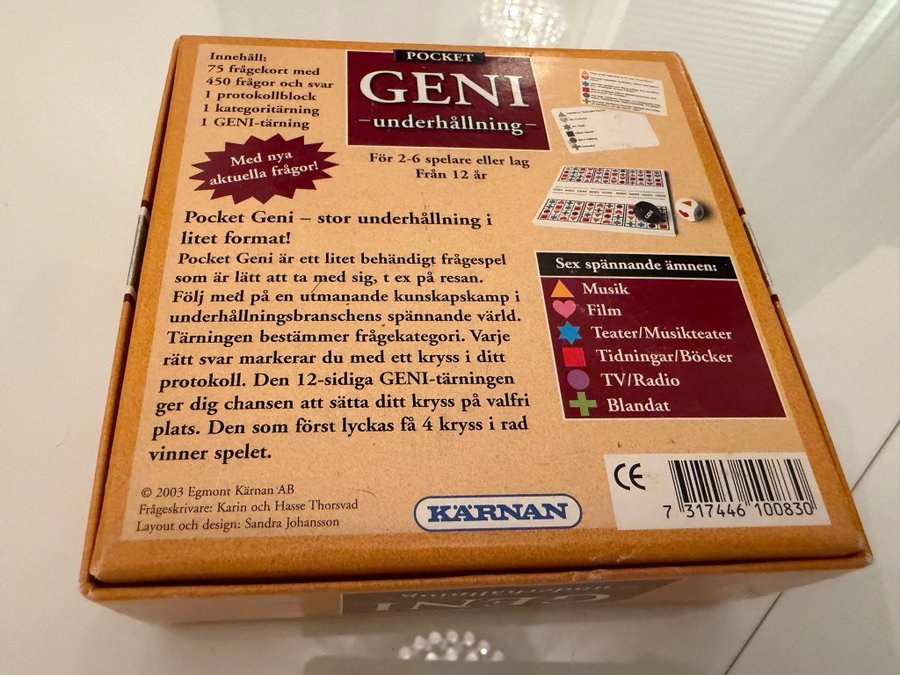 Innehåll:
75 frågekort med
450 frågor och svar
1 protokollblock
1 kategoritärning
1 GENI-tärning
Med nya
aktuella frågor!
POCKET
GENI
-underhållning-
För 2-6 spelare eller lag
Från 12 år
Pocket Geni – stor underhållning i
litet format!
Pocket Geni är ett litet behändigt frågespel
som är lätt att ta med sig, t ex på resan.
Följ med på en utmanande kunskapskamp i
underhållningsbranschens spännande värld.
Tärningen bestämmer frågekategori. Varje
rätt svar markerar du med ett kryss i ditt
protokoll. Den 12-sidiga GENI-tärningen
ger dig chansen att sätta ditt kryss på valfri
plats. Den som först lyckas få 4 kryss i rad
vinner spelet.
Sex spännande ämnen:
Musik
Film
Teater/Musikteater
Tidningar/Böcker
TV/Radio
Blandat
© 2003 Egmont Kärnan AB
Frågeskrivare: Karin och Hasse Thorsvad
Layout och design: Sandra Johansson
KÄRNAN
CE
7 317446 100830
GENI
underhållning